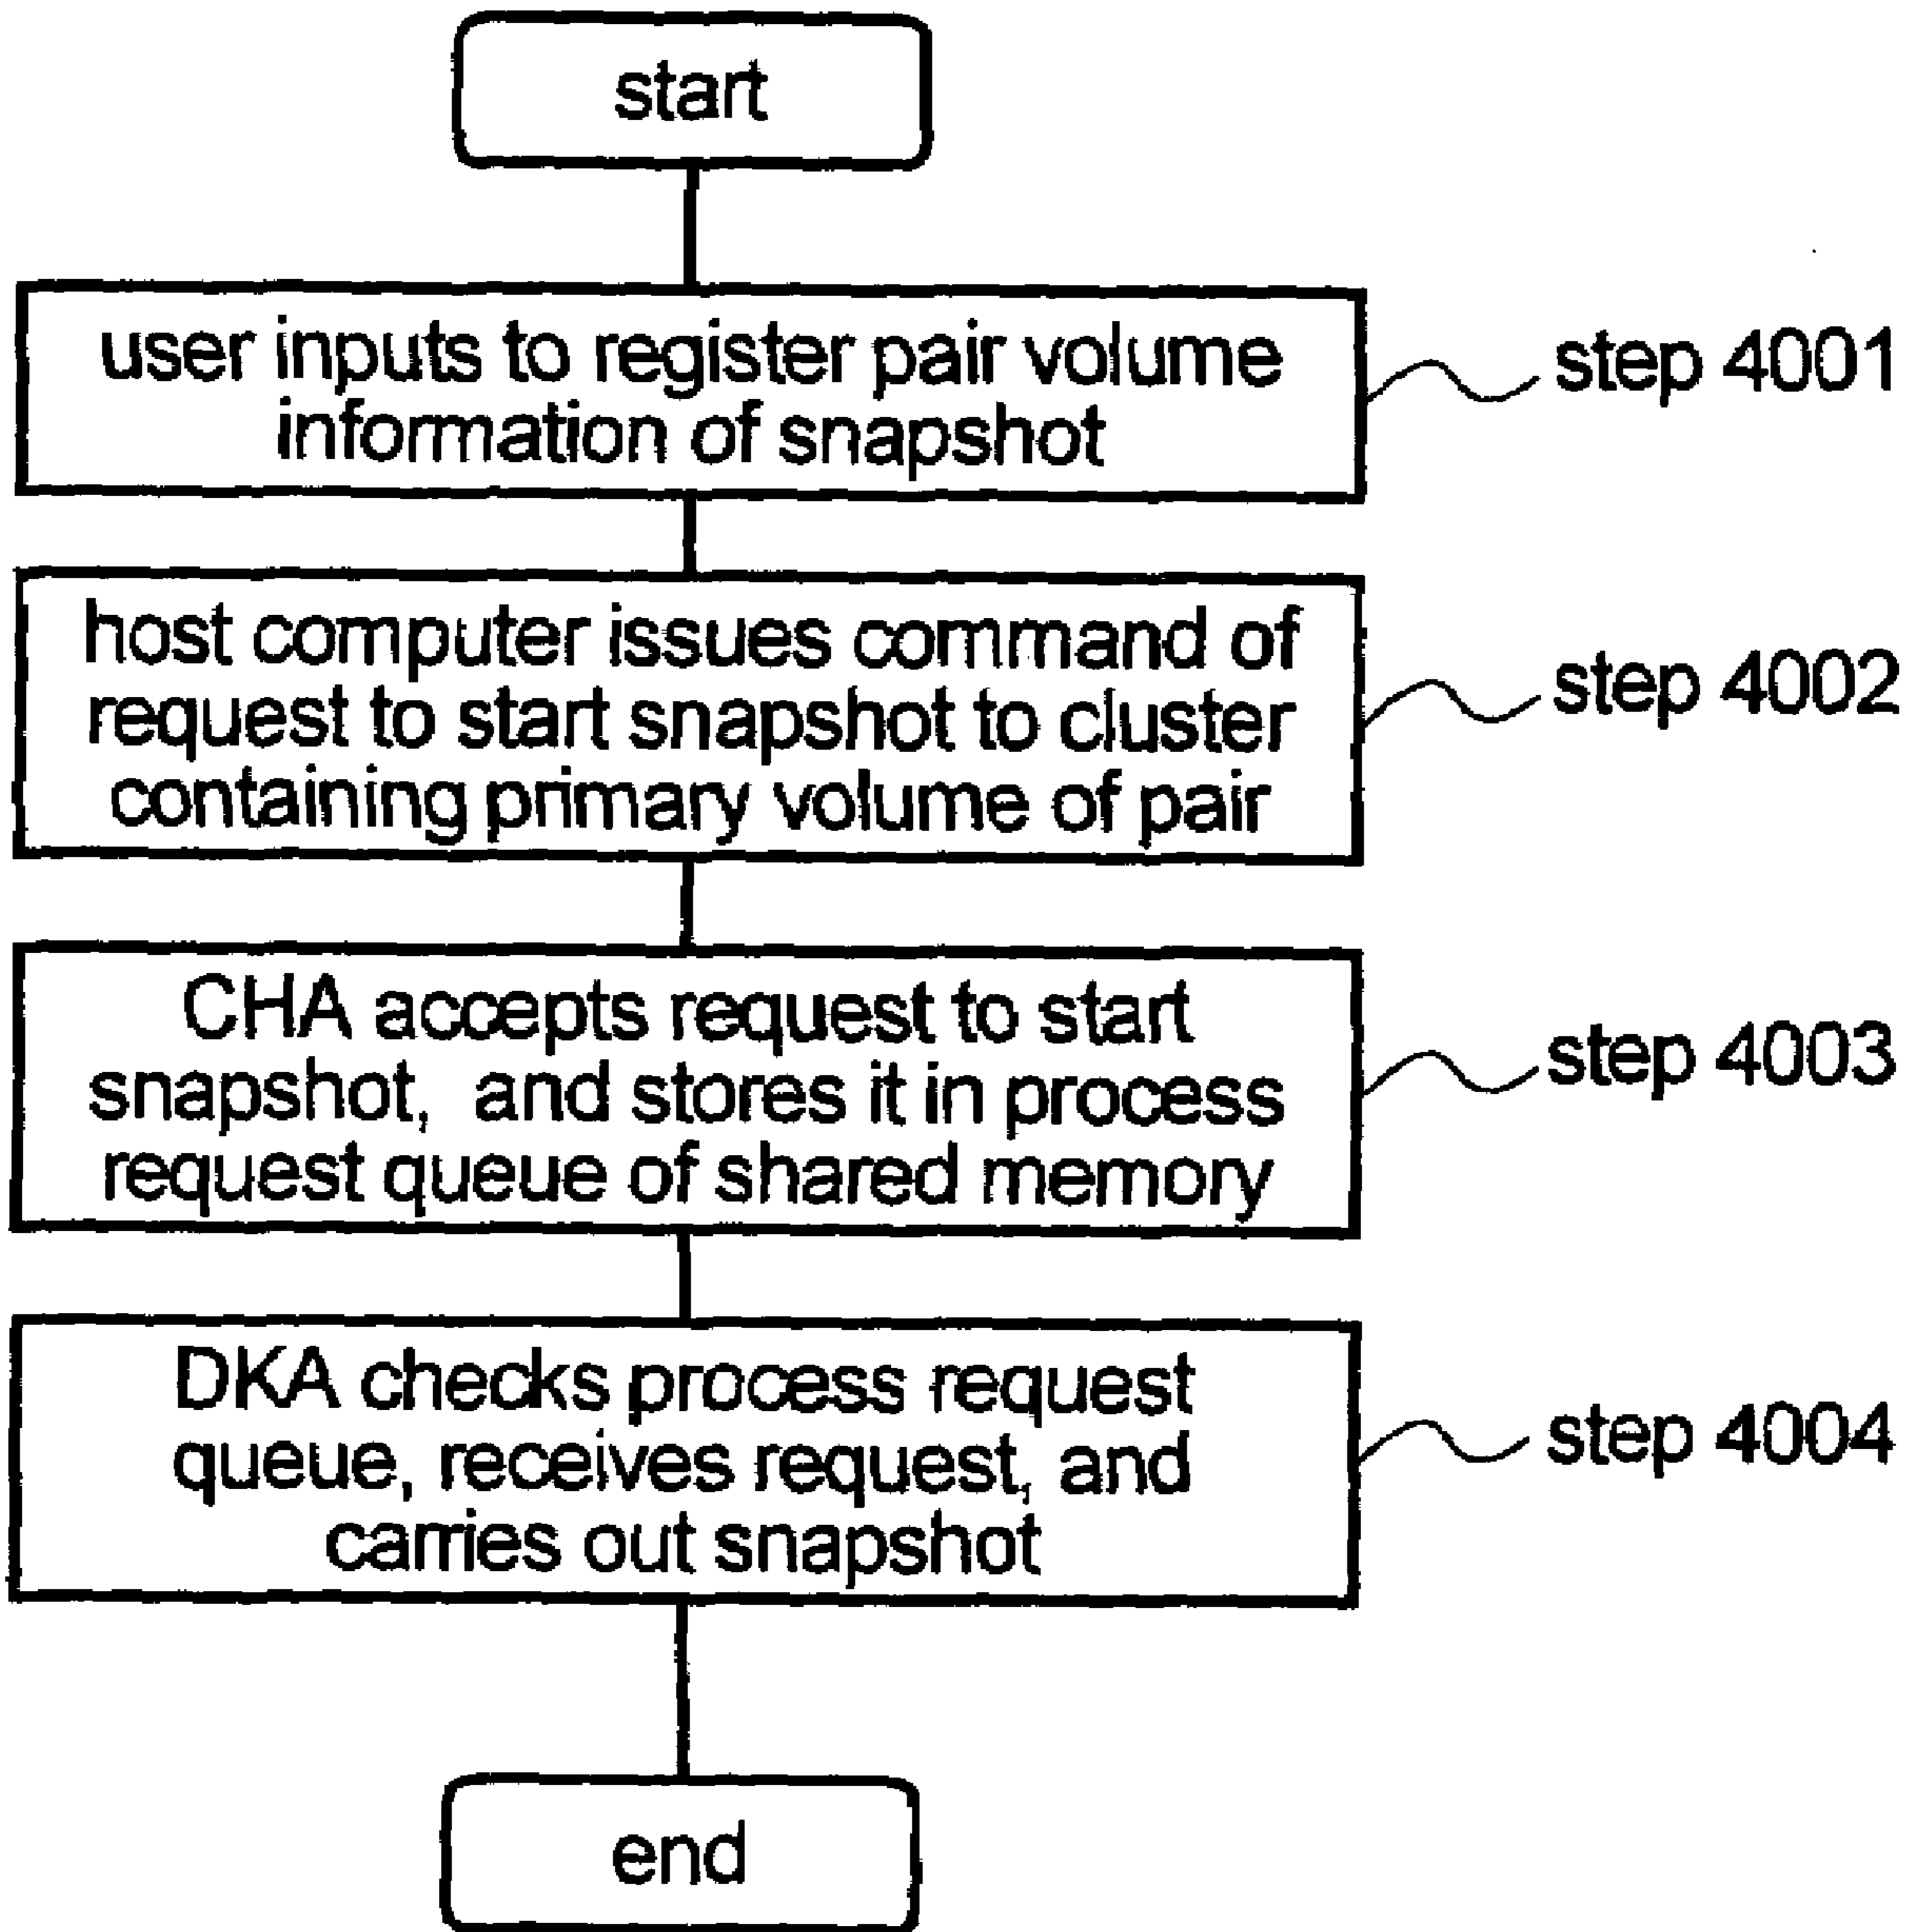 start
user inputs to register pair volume
information of snapshot
step 4001
host computer issues command of
request to start snapshot to cluster
containing primary volume of pair
step 4002
CHA accepts request to start
snapshot, and stores it in process
request queue of shared memory
step 4003
DKA checks process request
queue, receives request, and
carries out snapshot
step 4004
end